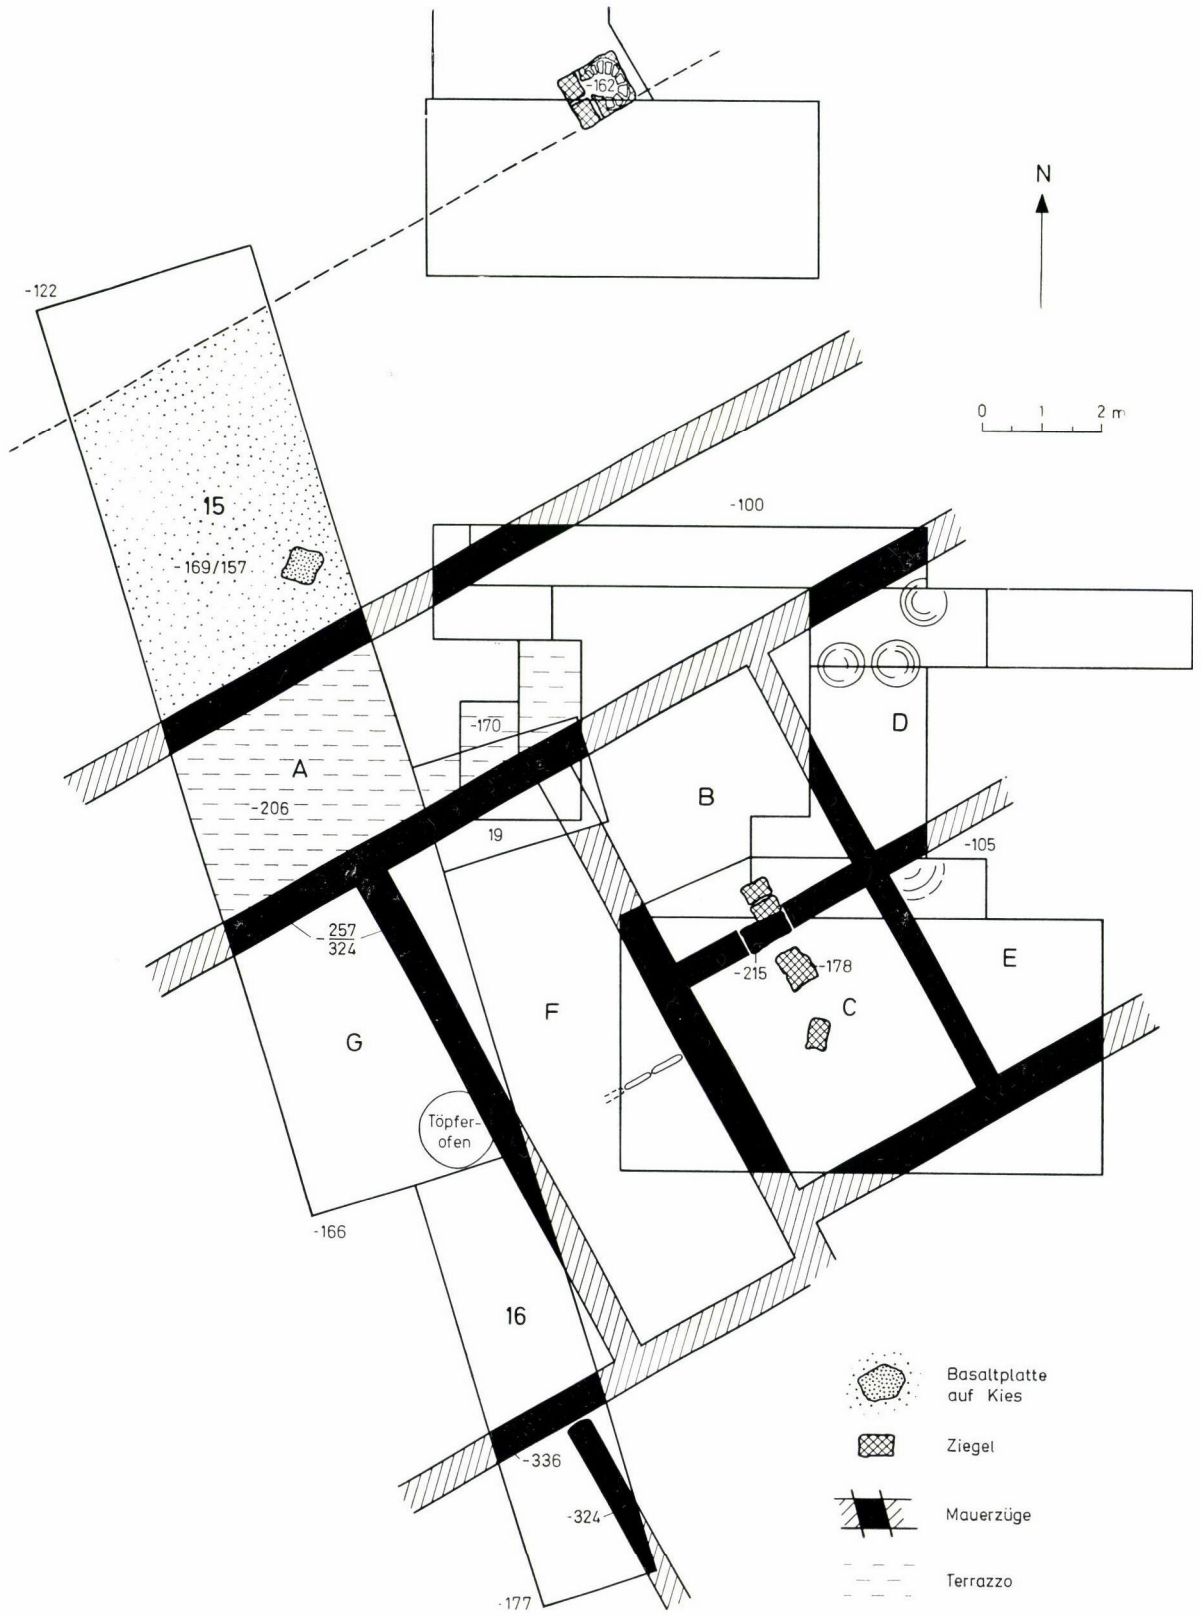 -162
N
-122
0 1 2 m
15
-100
-169/157
-170
D
A
B
-206
19
-105
-257
324
E
-215
-178
C
F
G
Töpfer-
ofen
-166
16
Basaltplatte
auf Kies
Ziegel
-336
Mauerzüge
-324
Terrazzo
-177